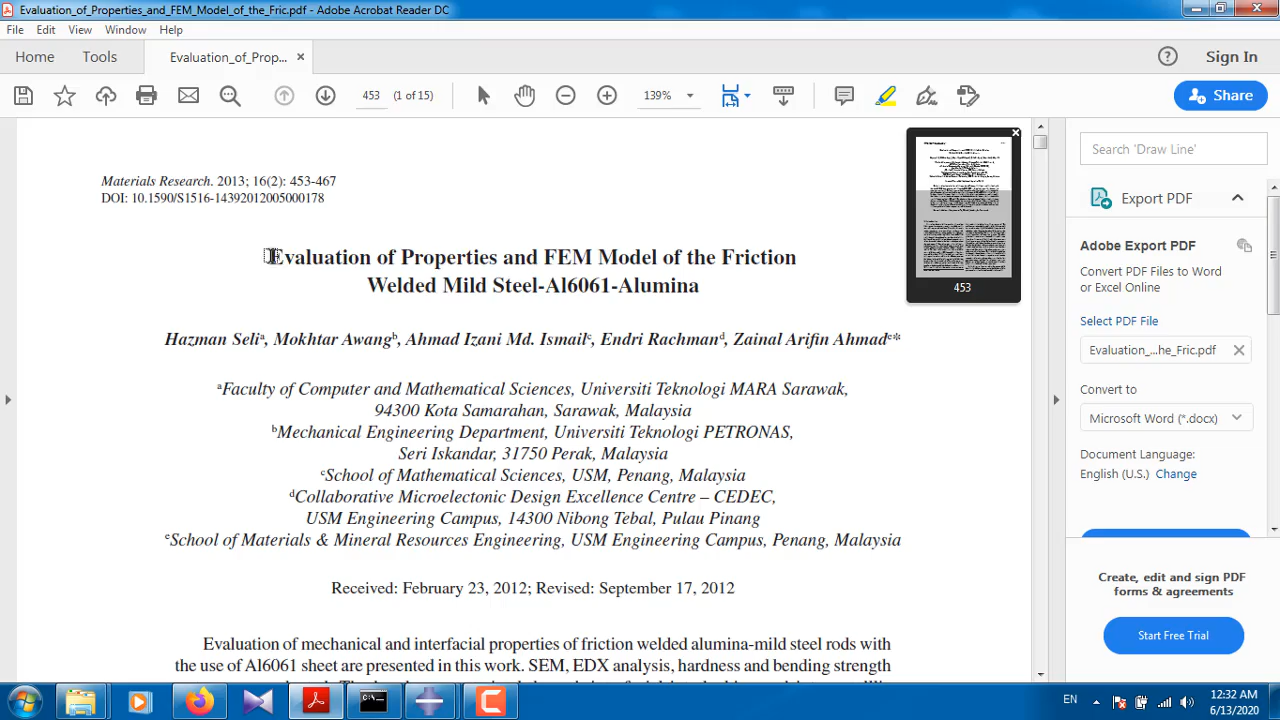 Evaluation_of_Properties_and_FEM_Model_of_the_Fric.pdf - Adobe Acrobat Reader DC
File Edit View Window Help
Home Tools Evaluation_of_Prop... × Sign In
453 (1 of 15) 139% Share
Materials Research. 2013; 16(2): 453-467
DOI: 10.1590/S1516-14392012005000178
Evaluation of Properties and FEM Model of the Friction
Welded Mild Steel-Al6061-Alumina
Hazman Seliᵃ, Mokhtar Awangᵇ, Ahmad Izani Md. Ismailᶜ, Endri Rachmanᵈ, Zainal Arifin Ahmadᵉ*
ᵃFaculty of Computer and Mathematical Sciences, Universiti Teknologi MARA Sarawak,
94300 Kota Samarahan, Sarawak, Malaysia
ᵇMechanical Engineering Department, Universiti Teknologi PETRONAS,
Seri Iskandar, 31750 Perak, Malaysia
ᶜSchool of Mathematical Sciences, USM, Penang, Malaysia
ᵈCollaborative Microelectonic Design Excellence Centre – CEDEC,
USM Engineering Campus, 14300 Nibong Tebal, Pulau Pinang
ᵉSchool of Materials & Mineral Resources Engineering, USM Engineering Campus, Penang, Malaysia
Received: February 23, 2012; Revised: September 17, 2012
Evaluation of mechanical and interfacial properties of friction welded alumina-mild steel rods with
the use of Al6061 sheet are presented in this work. SEM, EDX analysis, hardness and bending strength
453
Search 'Draw Line'
Export PDF
Adobe Export PDF
Convert PDF Files to Word
or Excel Online
Select PDF File
Evaluation_...he_Fric.pdf
Convert to
Microsoft Word (*.docx)
Document Language:
English (U.S.) Change
Create, edit and sign PDF
forms & agreements
Start Free Trial
EN
12:32 AM
6/13/2020